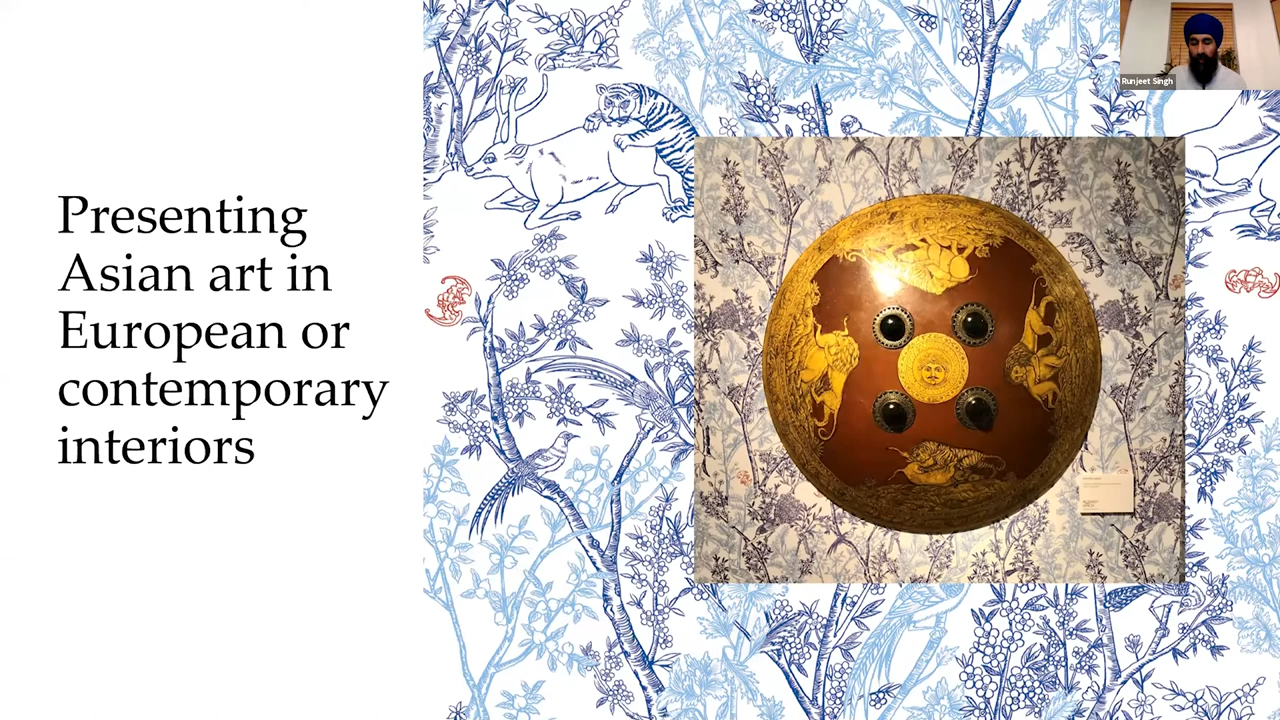 Presenting
Asian art in
European or
contemporary
interiors
Runjeet Singh